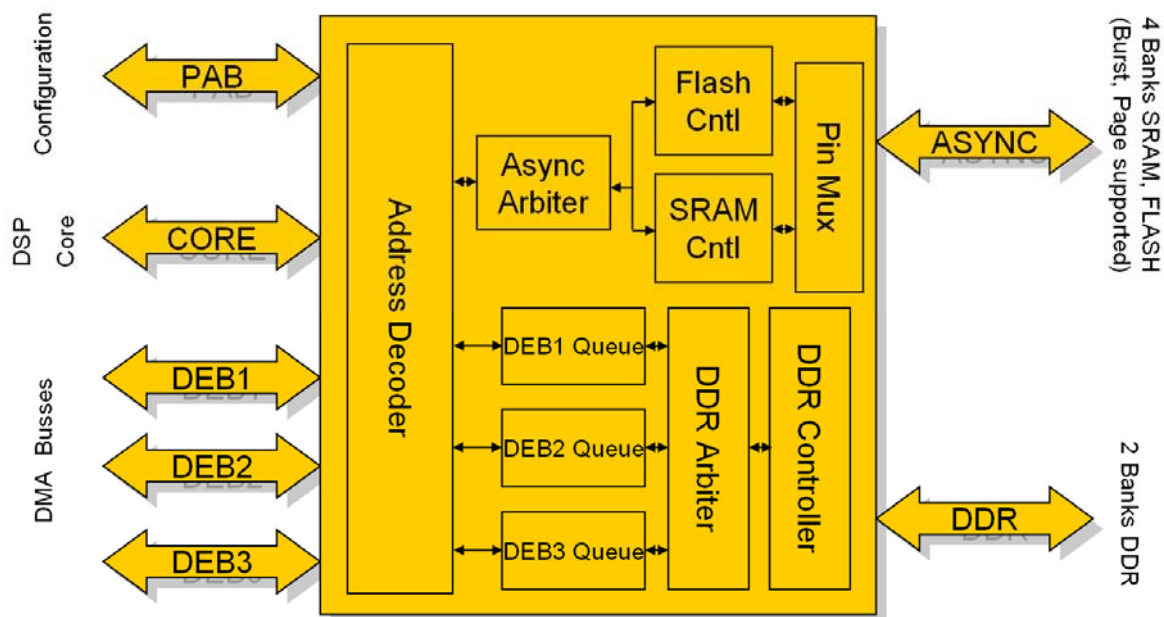 Configuration
PAB
DSP
Core
CORE
DMA Busses
DEB1
DEB2
DEB3
Address Decoder
Async
Arbiter
Flash
Cntl
SRAM
Cntl
Pin Mux
DEB1 Queue
DEB2 Queue
DEB3 Queue
DDR Arbiter
DDR Controller
ASYNC
4 Banks SRAM, FLASH
(Burst, Page supported)
DDR
2 Banks DDR